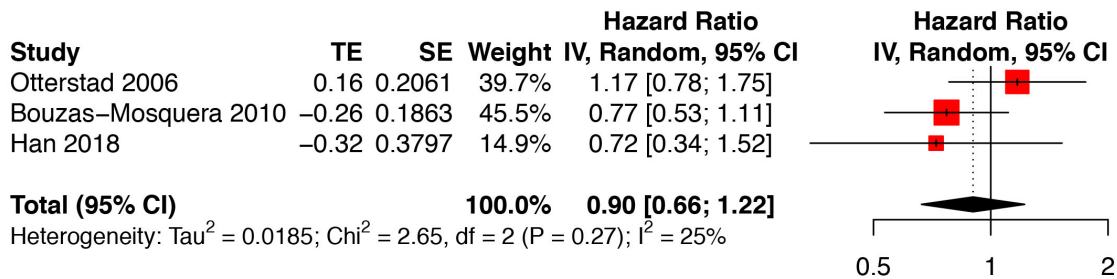 Hazard Ratio Hazard Ratio
Study TE SE Weight IV, Random, 95% CI IV, Random, 95% CI
Otterstad 2006 0.16 0.2061 39.7% 1.17 [0.78; 1.75]
Bouzas−Mosquera 2010 −0.26 0.1863 45.5% 0.77 [0.53; 1.11]
Han 2018 −0.32 0.3797 14.9% 0.72 [0.34; 1.52]
Total (95% CI) 100.0% 0.90 [0.66; 1.22]
Heterogeneity: Tau² = 0.0185; Chi² = 2.65, df = 2 (P = 0.27); I² = 25%
0.5 1 2